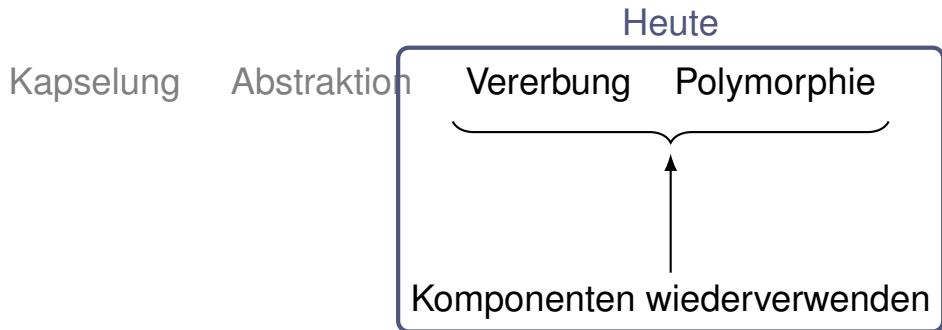 Heute
Kapselung Abstraktion Vererbung Polymorphie
Komponenten wiederverwenden